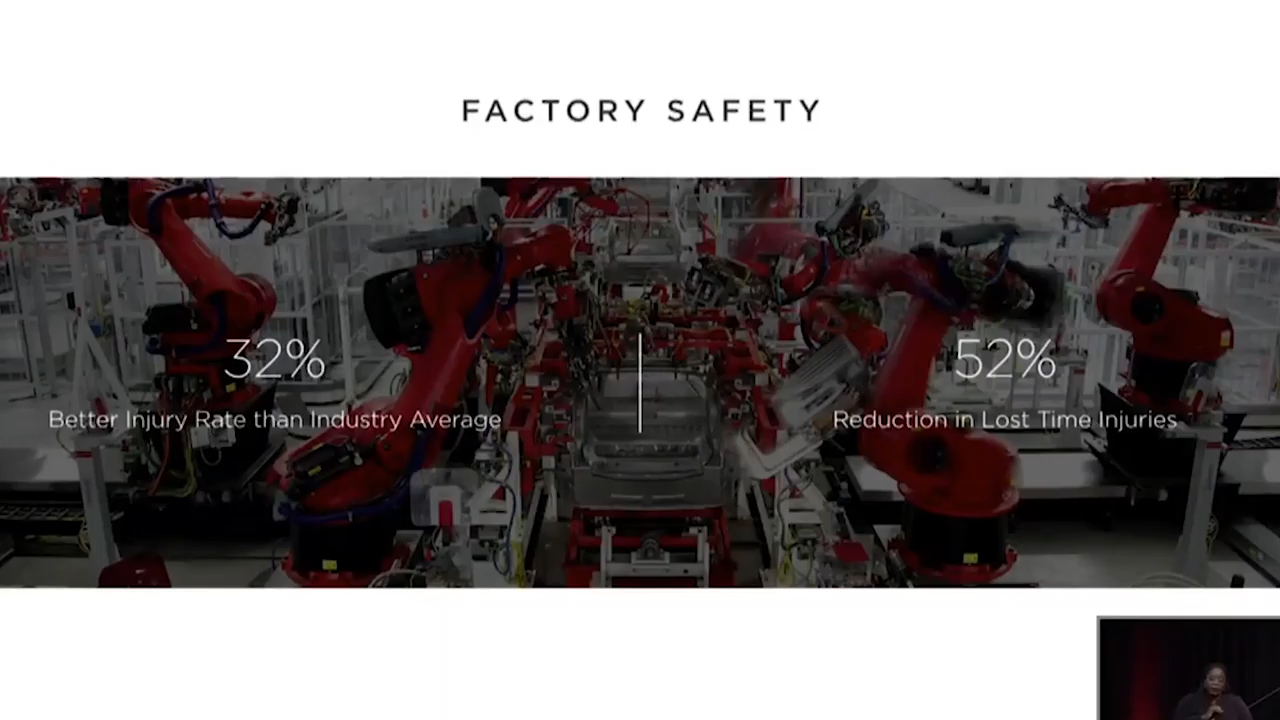 FACTORY SAFETY
32%
Better Injury Rate than Industry Average
52%
Reduction in Lost Time Injuries